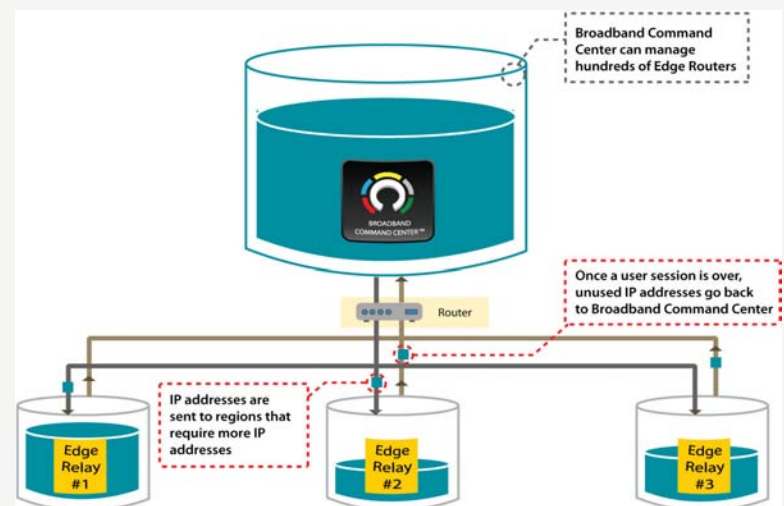 Broadband Command
Center can manage
hundreds of Edge Routers
BROADBAND
COMMAND CENTER™
Once a user session is over,
unused IP addresses go back
to Broadband Command Center
Router
IP addresses are
sent to regions that
require more IP
addresses
Edge
Relay
#1
Edge
Relay
#2
Edge
Relay
#3